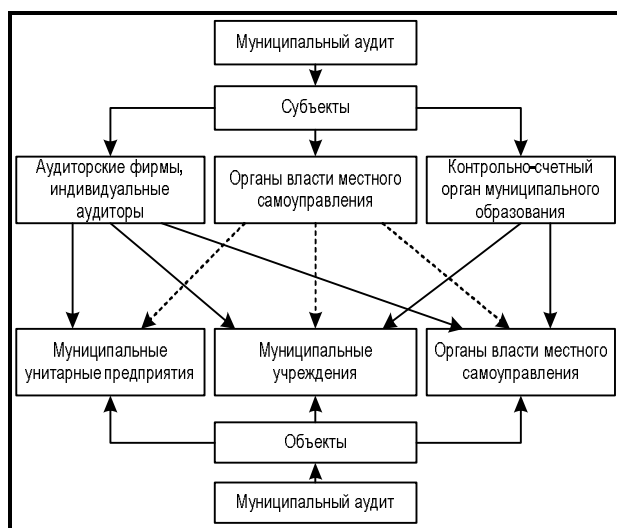 Муниципальный аудит
Субъекты
Аудиторские фирмы,
индивидуальные
аудиторы
Органы власти местного
самоуправления
Контрольно-счетный
орган муниципального
образования
Муниципальные
унитарные предприятия
Муниципальные
учреждения
Органы власти местного
самоуправления
Объекты
Муниципальный аудит